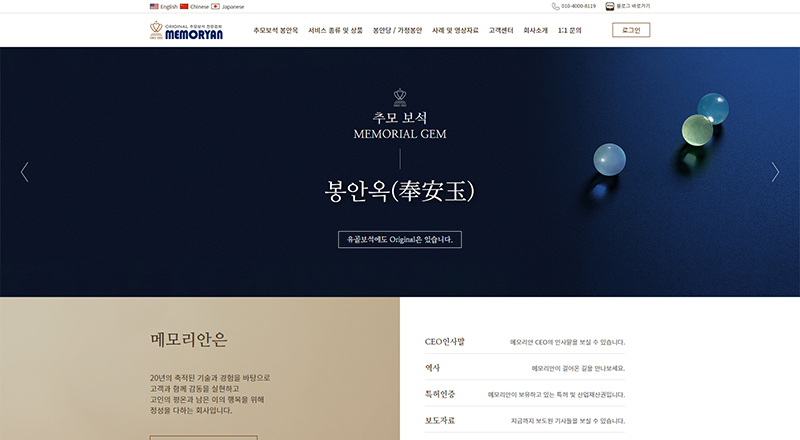 English Chinese Japanese
010-4000-8119 블로그 바로가기
ORIGINAL 추모보석 전문업체
MEMORYAN
추모보석 봉안옥 서비스 종류 및 상품 봉안당 / 가정봉안 사례 및 영상자료 고객센터 회사소개 1:1 문의 로그인
추모 보석
MEMORIAL GEM
봉안옥(奉安玉)
유골보석에도 Original은 있습니다.
메모리안은
20년의 축적된 기술과 경험을 바탕으로
고객과 함께 감동을 실현하고
고인의 평온과 남은 이의 행복을 위해
정성을 다하는 회사입니다.
CEO인사말 메모리안 CEO의 인사말을 보실 수 있습니다.
역사 메모리안이 걸어온 길을 만나보세요.
특허인증 메모리안이 보유하고 있는 특허 및 산업재산권입니다.
보도자료 지금까지 보도된 기사들을 보실 수 있습니다.